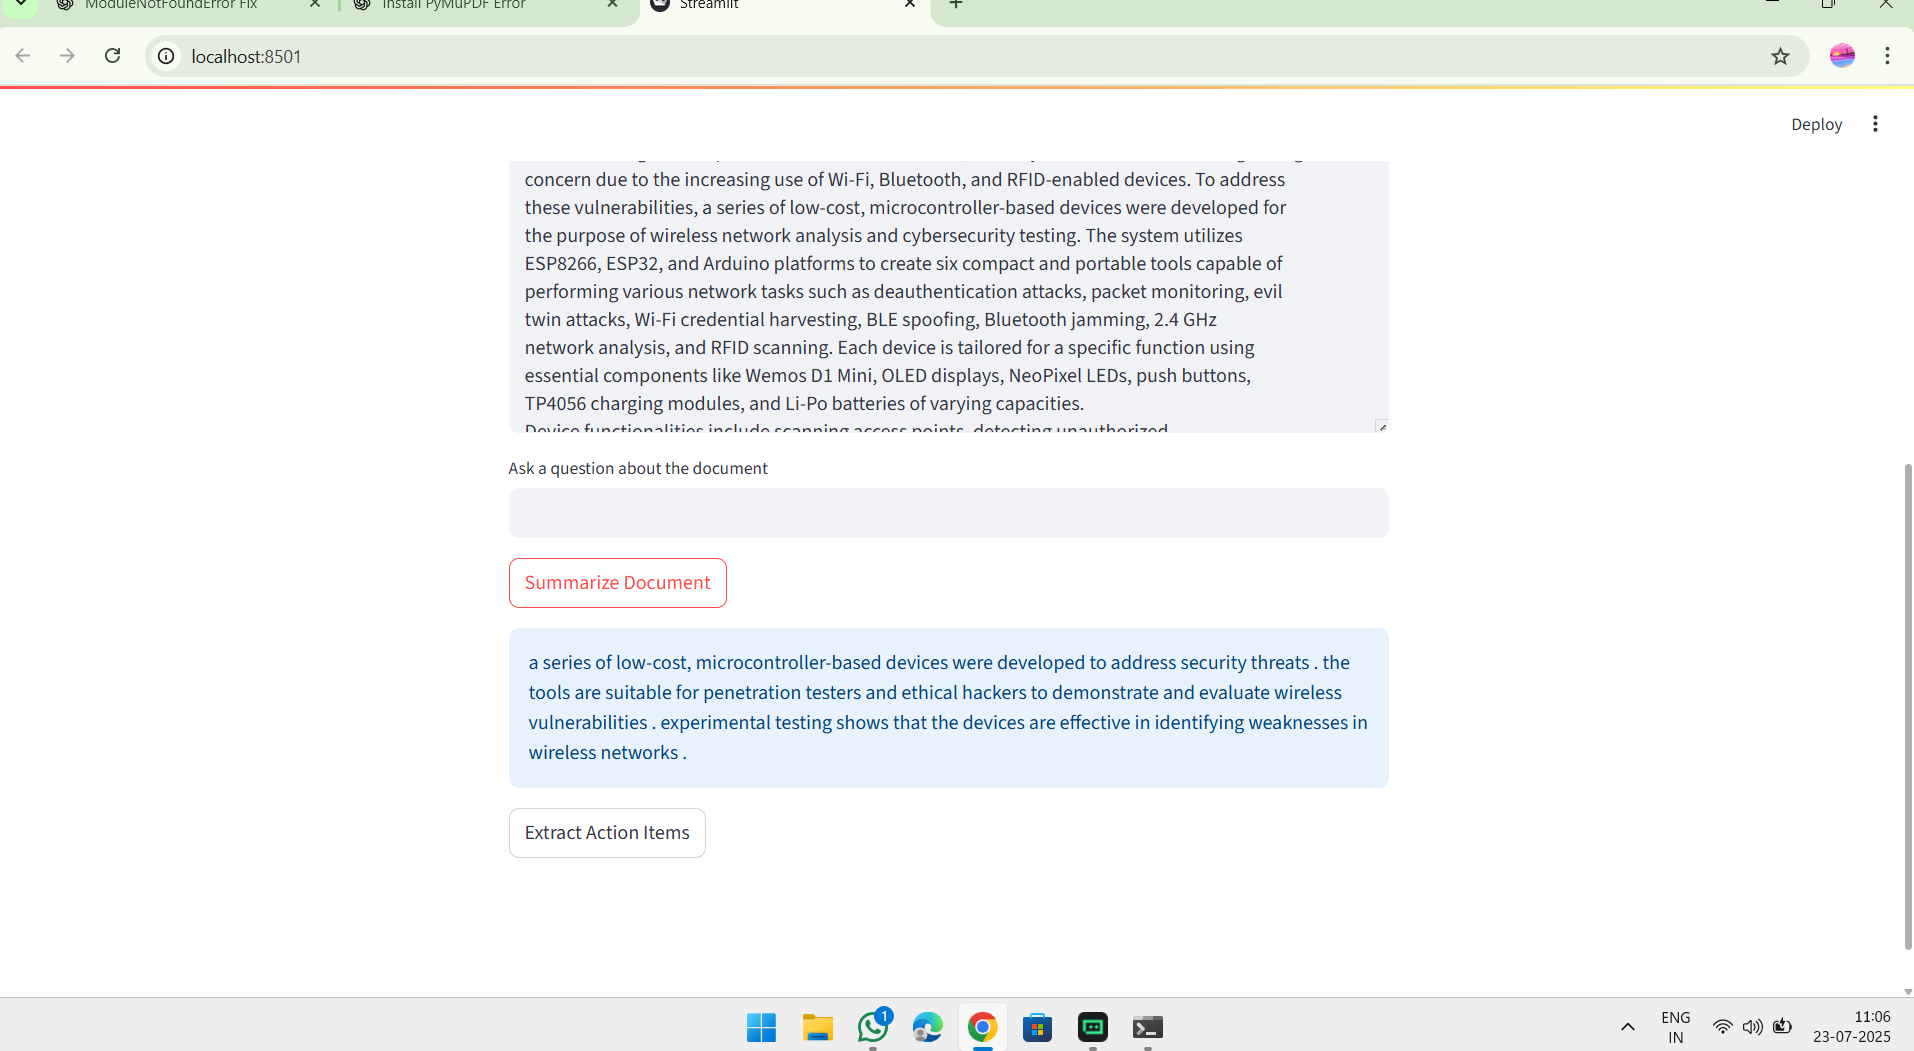 ModuleNotFoundError Fix
Install PyMuPDF Error
Streamlit
localhost:8501
Deploy
concern due to the increasing use of Wi-Fi, Bluetooth, and RFID-enabled devices. To address
these vulnerabilities, a series of low-cost, microcontroller-based devices were developed for
the purpose of wireless network analysis and cybersecurity testing. The system utilizes
ESP8266, ESP32, and Arduino platforms to create six compact and portable tools capable of
performing various network tasks such as deauthentication attacks, packet monitoring, evil
twin attacks, Wi-Fi credential harvesting, BLE spoofing, Bluetooth jamming, 2.4 GHz
network analysis, and RFID scanning. Each device is tailored for a specific function using
essential components like Wemos D1 Mini, OLED displays, NeoPixel LEDs, push buttons,
TP4056 charging modules, and Li-Po batteries of varying capacities.
Device functionalities include scanning access points, detecting unauthorized
Ask a question about the document
Summarize Document
a series of low-cost, microcontroller-based devices were developed to address security threats . the
tools are suitable for penetration testers and ethical hackers to demonstrate and evaluate wireless
vulnerabilities . experimental testing shows that the devices are effective in identifying weaknesses in
wireless networks .
Extract Action Items
1
ENG
IN
11:06
23-07-2025